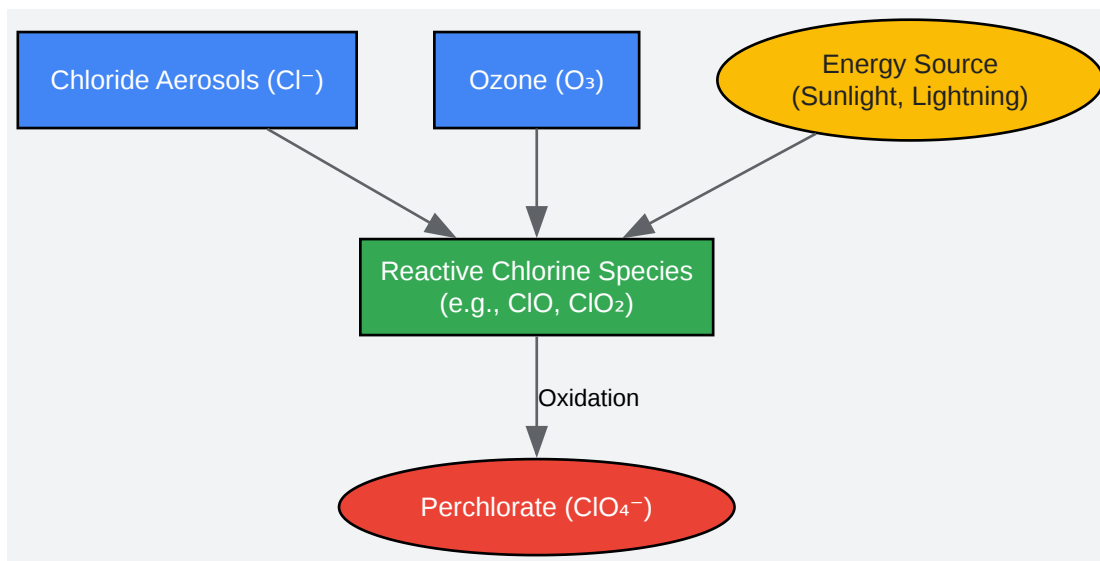 Chloride Aerosols (Cl⁻)
Ozone (O₃)
Energy Source
(Sunlight, Lightning)
Reactive Chlorine Species
(e.g., ClO, ClO₂)
Oxidation
Perchlorate (ClO₄⁻)